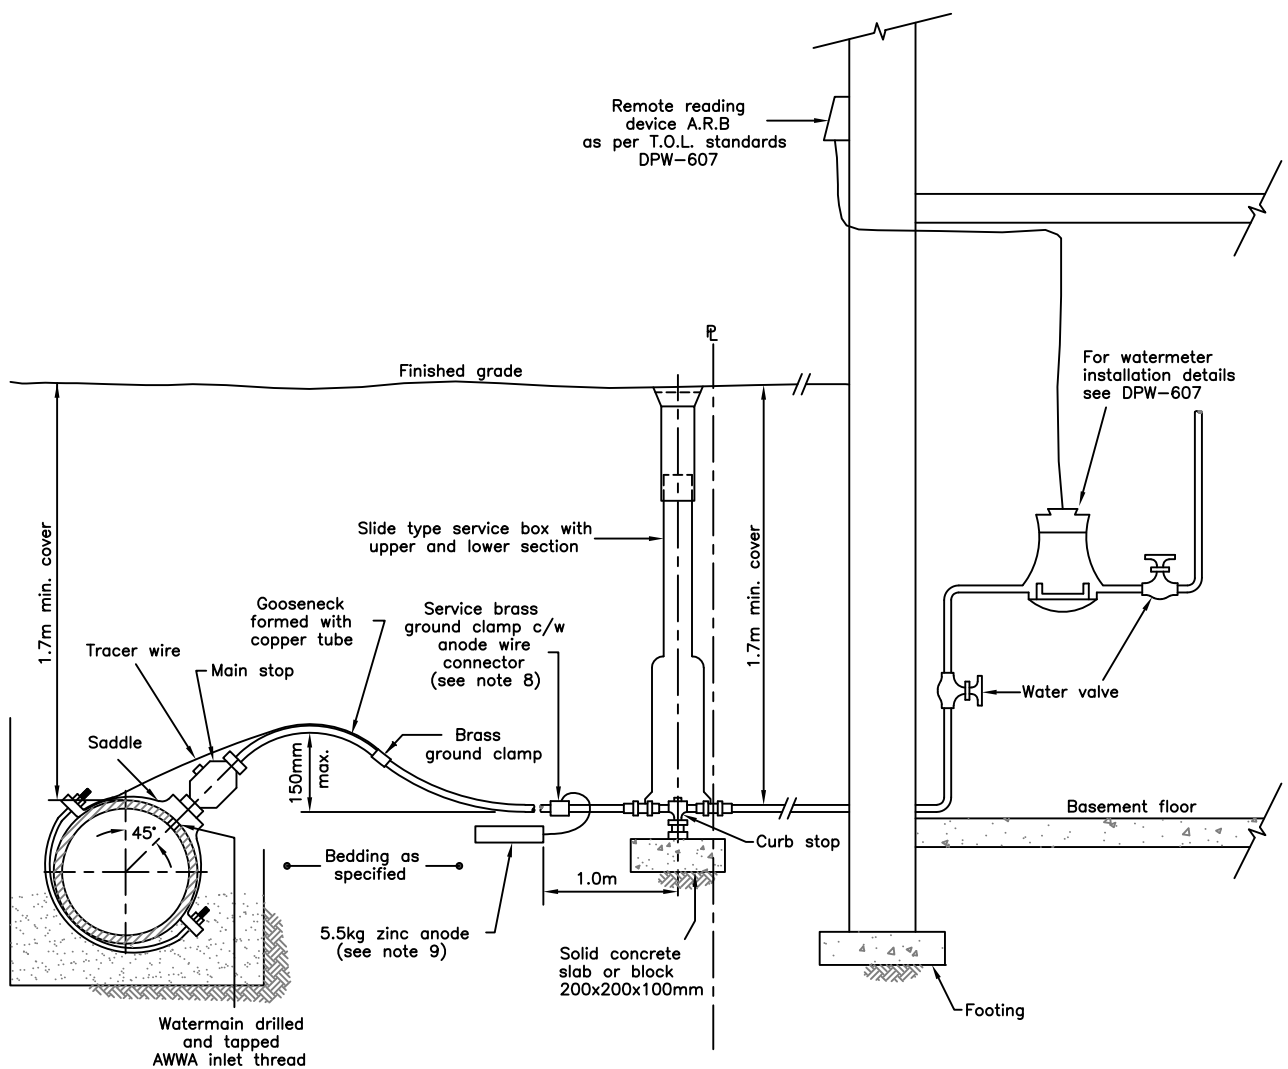 Remote reading
device A.R.B
as per T.O.L. standards
DPW-607
℄
Finished grade
For watermeter
installation details
see DPW-607
1.7m min. cover
Slide type service box with
upper and lower section
1.7m min. cover
Gooseneck
formed with
copper tube
Service brass
ground clamp c/w
anode wire
connector
(see note 8)
Tracer wire
Main stop
Water valve
Saddle
150mm
max.
Brass
ground clamp
Basement floor
45°
Curb stop
Bedding as
specified
1.0m
5.5kg zinc anode
(see note 9)
Solid concrete
slab or block
200x200x100mm
Footing
Watermain drilled
and tapped
AWWA inlet thread